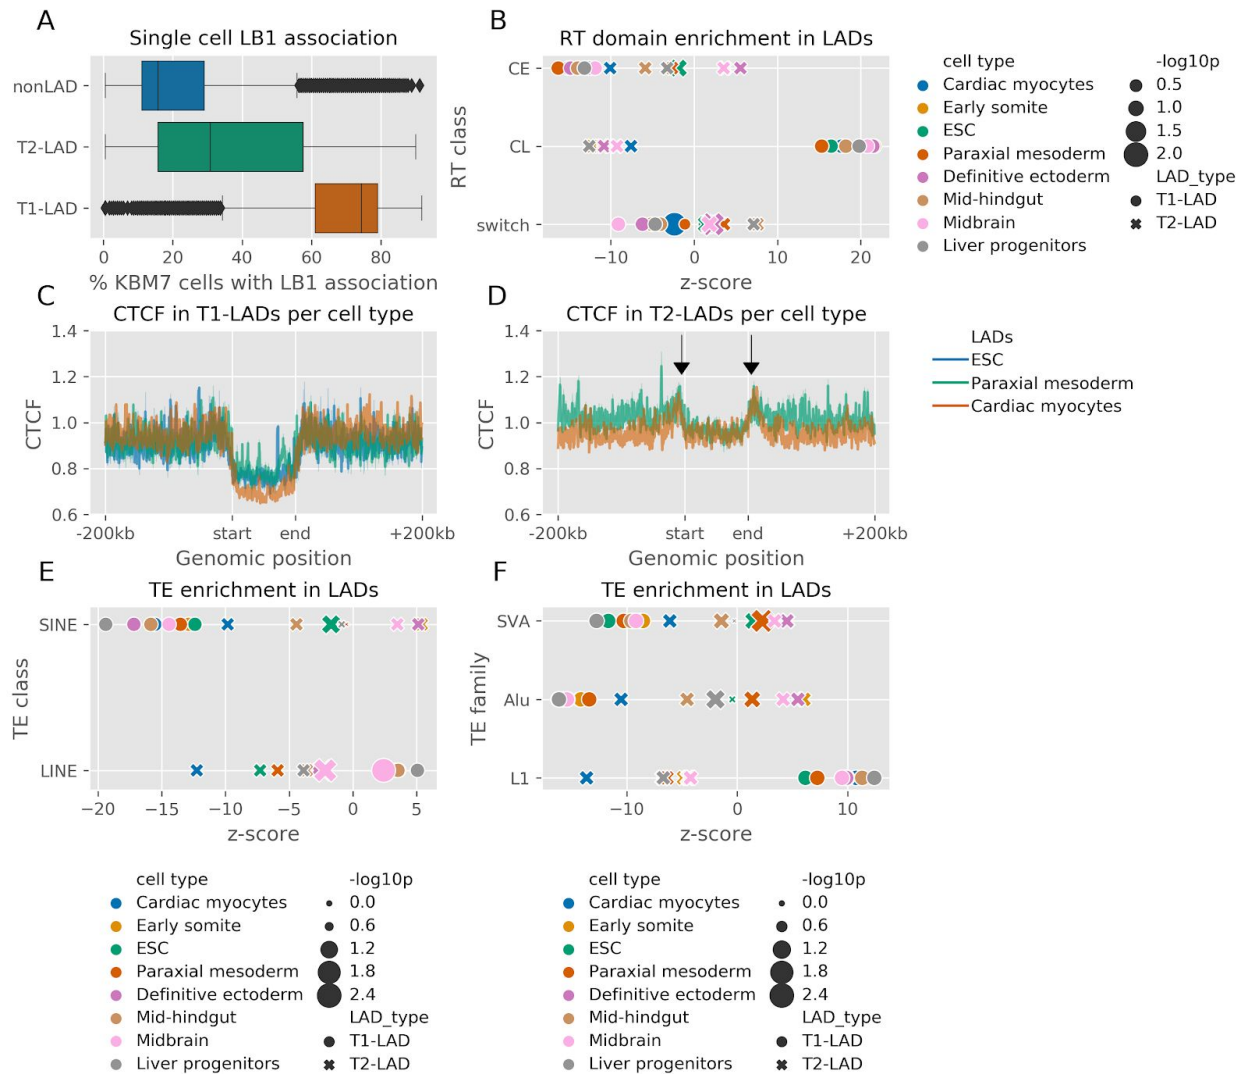 A
Single cell LB1 association
nonLAD
T2-LAD
T1-LAD
0 20 40 60 80
% KBM7 cells with LB1 association
B
RT domain enrichment in LADs
RT class
CE
CL
switch
−10 0 10 20
z-score
cell type
Cardiac myocytes
Early somite
ESC
Paraxial mesoderm
Definitive ectoderm
Mid-hindgut
Midbrain
Liver progenitors
-log10p
0.5
1.0
1.5
2.0
LAD_type
T1-LAD
T2-LAD
C
CTCF in T1-LADs per cell type
CTCF
1.4
1.2
1.0
0.8
0.6
-200kb start end +200kb
Genomic position
D
CTCF in T2-LADs per cell type
CTCF
1.4
1.2
1.0
0.8
0.6
-200kb start end +200kb
Genomic position
LADs
ESC
Paraxial mesoderm
Cardiac myocytes
E
TE enrichment in LADs
TE class
SINE
LINE
−20 −15 −10 −5 0 5
z-score
F
TE enrichment in LADs
TE family
SVA
Alu
L1
−10 0 10
z-score
cell type
Cardiac myocytes
Early somite
ESC
Paraxial mesoderm
Definitive ectoderm
Mid-hindgut
Midbrain
Liver progenitors
-log10p
0.0
0.6
1.2
1.8
2.4
LAD_type
T1-LAD
T2-LAD
cell type
Cardiac myocytes
Early somite
ESC
Paraxial mesoderm
Definitive ectoderm
Mid-hindgut
Midbrain
Liver progenitors
-log10p
0.0
0.6
1.2
1.8
2.4
LAD_type
T1-LAD
T2-LAD